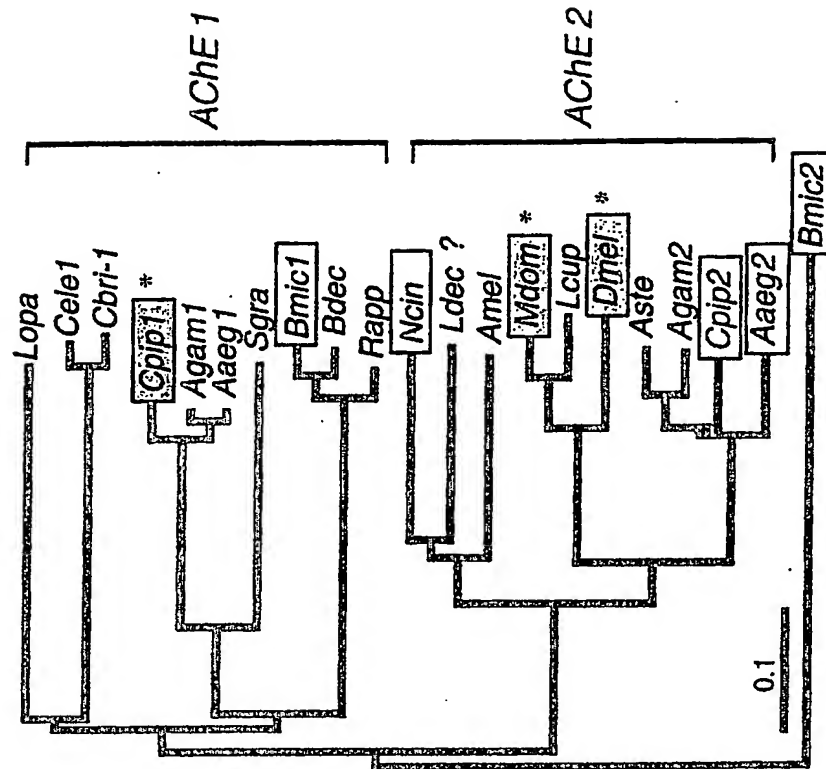 Lopa
Cele1
Cbri-1
Cpip1 *
Agam1
Aaeg1
Sgra
Bmic1
Bdec
Rapp
Ncin
Ldec ?
Amel
Mdom *
Lcup
Dmel *
Aste
Agam2
Cpip2
Aaeg2
Bmic2
AChE 1
AChE 2
0.1